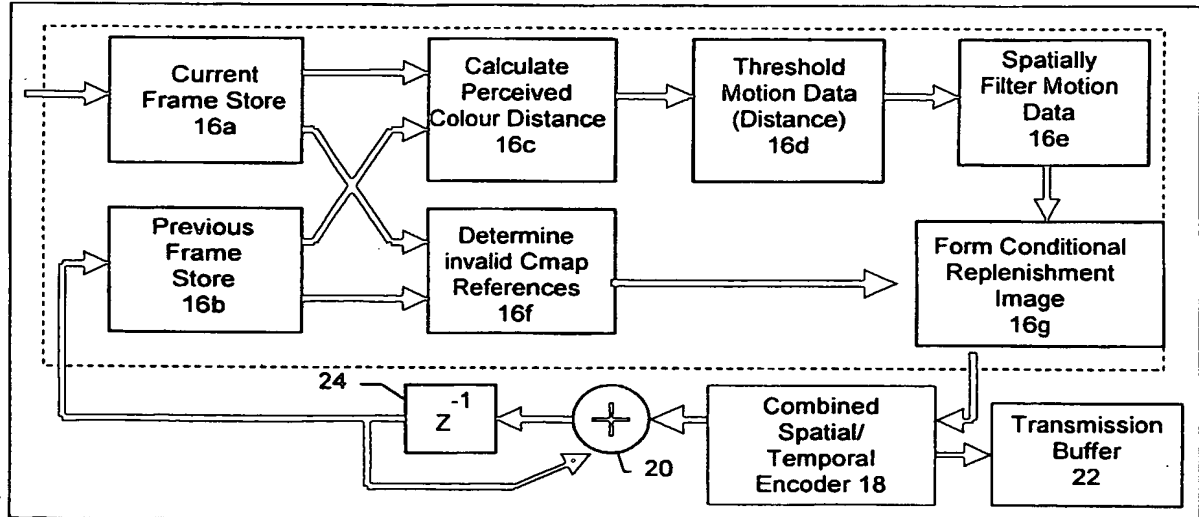 Current
Frame Store
16a
Calculate
Perceived
Colour Distance
16c
Threshold
Motion Data
(Distance)
16d
Spatially
Filter Motion
Data
16e
Previous
Frame
Store
16b
Determine
invalid Cmap
References
16f
Form Conditional
Replenishment
Image
16g
24
Z-1
20
Combined
Spatial/
Temporal
Encoder 18
Transmission
Buffer
22